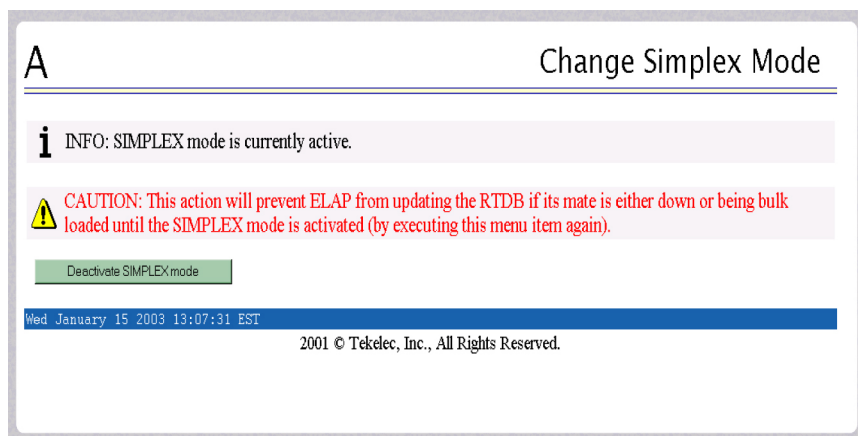 A
Change Simplex Mode
i INFO: SIMPLEX mode is currently active.
CAUTION: This action will prevent ELAP from updating the RTDB if its mate is either down or being bulk
loaded until the SIMPLEX mode is activated (by executing this menu item again).
Deactivate SIMPLEX mode
Wed January 15 2003 13:07:31 EST
2001 © Tekelec, Inc., All Rights Reserved.